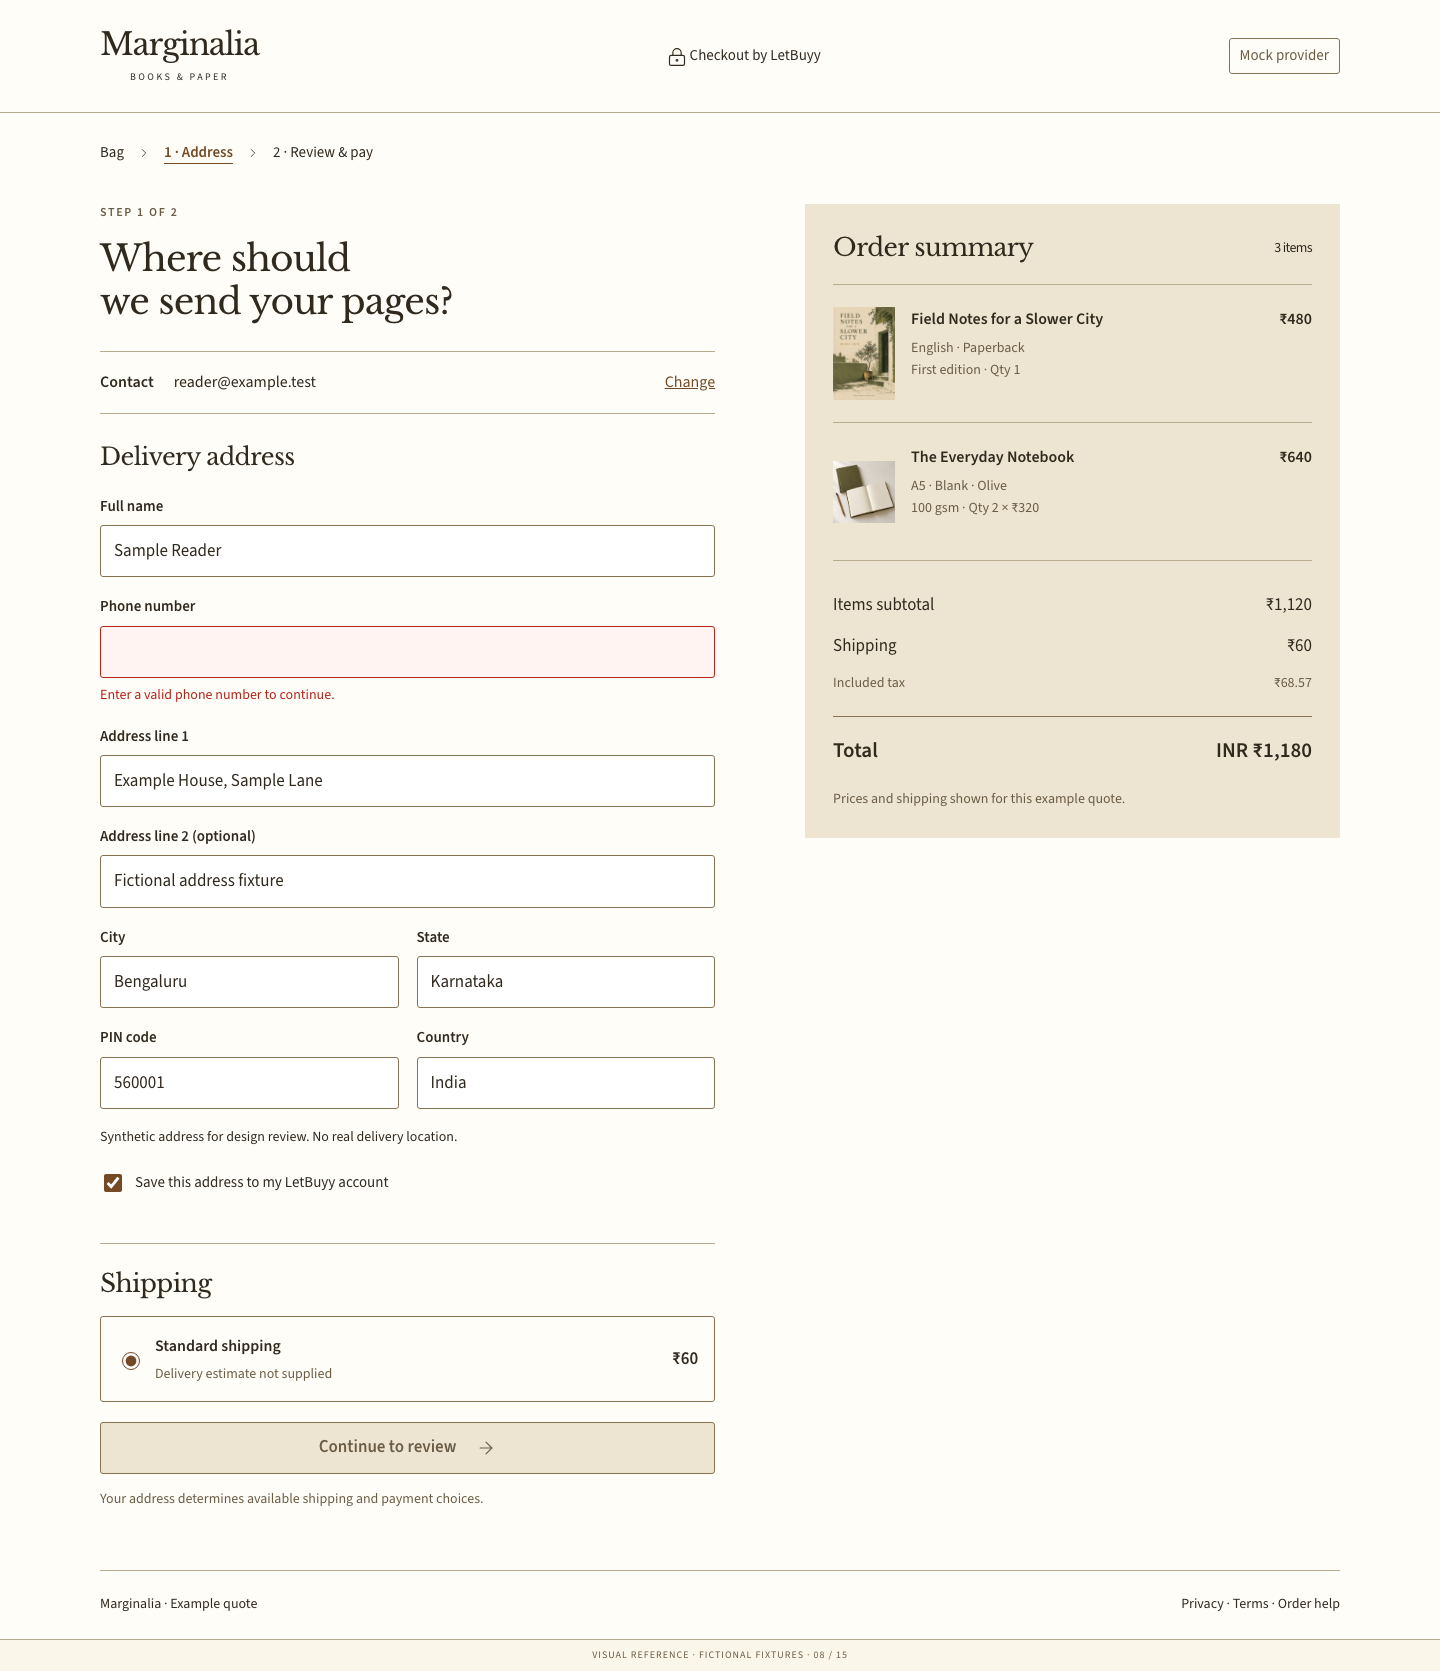 Marginalia
BOOKS & PAPER
Checkout by LetBuyy
Mock provider
Bag
1 · Address
2 · Review & pay
STEP 1 OF 2
Where should
we send your pages?
Contact reader@example.test Change
Delivery address
Full name
Sample Reader
Phone number
Enter a valid phone number to continue.
Address line 1
Example House, Sample Lane
Address line 2 (optional)
Fictional address fixture
City State
Bengaluru Karnataka
PIN code Country
560001 India
Synthetic address for design review. No real delivery location.
Save this address to my LetBuyy account
Shipping
Standard shipping
Delivery estimate not supplied
₹60
Continue to review
Your address determines available shipping and payment choices.
Order summary 3 items
FIELD
NOTES
FOR A
SLOWER
CITY
Field Notes for a Slower City ₹480
English · Paperback
First edition · Qty 1
The Everyday Notebook ₹640
A5 · Blank · Olive
100 gsm · Qty 2 × ₹320
Items subtotal ₹1,120
Shipping ₹60
Included tax ₹68.57
Total INR ₹1,180
Prices and shipping shown for this example quote.
Marginalia · Example quote
Privacy · Terms · Order help
VISUAL REFERENCE · FICTIONAL FIXTURES · 08 / 15